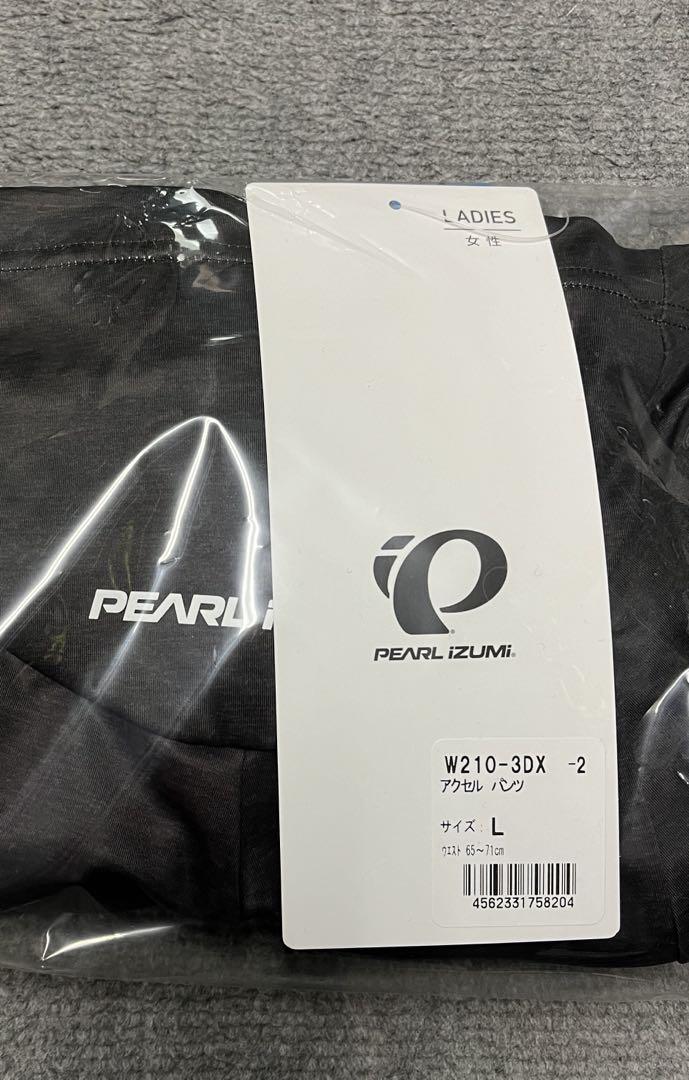 LADIES
女性
PEARL i
PEARL iZUMi
W210-3DX -2
アクセル パンツ
サイズ: L
ウエスト 65～71cm
4562331758204